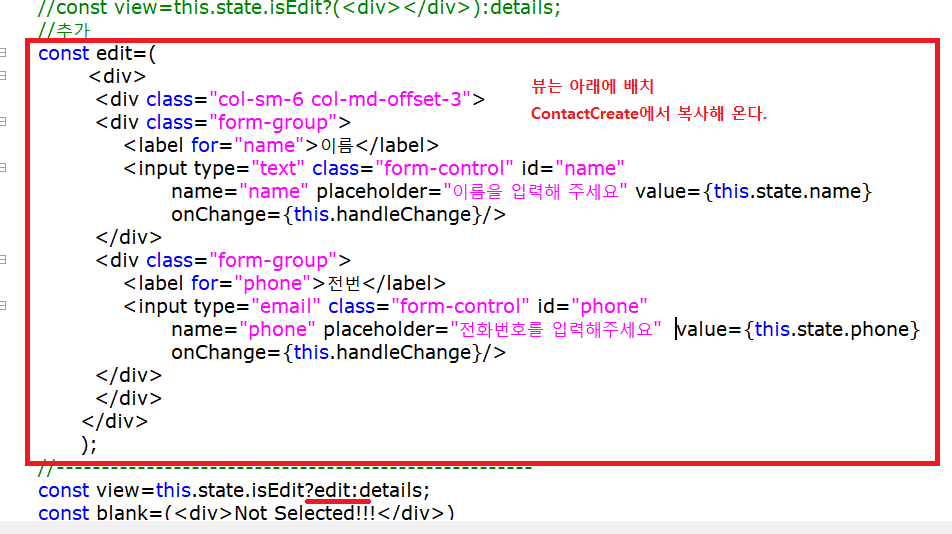 //const view=this.state.isEdit?(<div></div>):details;
//추가
const edit=(
<div>
<div class="col-sm-6 col-md-offset-3">
<div class="form-group">
<label for="name">이름</label>
<input type="text" class="form-control" id="name"
name="name" placeholder="이름을 입력해 주세요" value={this.state.name}
onChange={this.handleChange}/>
</div>
<div class="form-group">
<label for="phone">전번</label>
<input type="email" class="form-control" id="phone"
name="phone" placeholder="전화번호를 입력해주세요" value={this.state.phone}
onChange={this.handleChange}/>
</div>
</div>
</div>
);
//-----------------------------------------------------
const view=this.state.isEdit?edit:details;
const blank=(<div>Not Selected!!!</div>)
뷰는 아래에 배치
ContactCreate에서 복사해 온다.